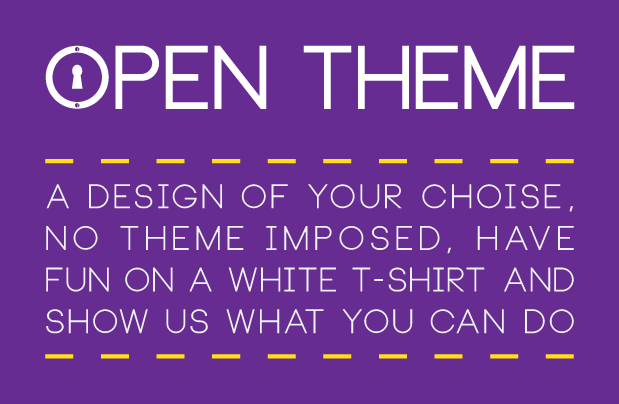 OPEN THEME
A DESIGN OF YOUR CHOISE,
NO THEME IMPOSED, HAVE
FUN ON A WHITE T-SHIRT AND
SHOW US WHAT YOU CAN DO